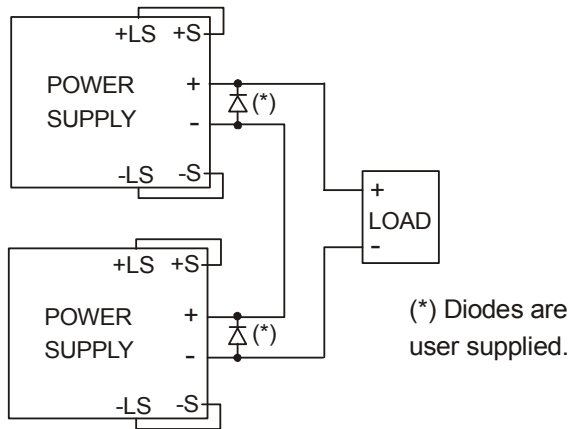 +LS +S
POWER
SUPPLY
+
-
(*)
-LS -S
+
LOAD
-
+LS +S
POWER
SUPPLY
+
-
(*)
-LS -S
(*) Diodes are
user supplied.